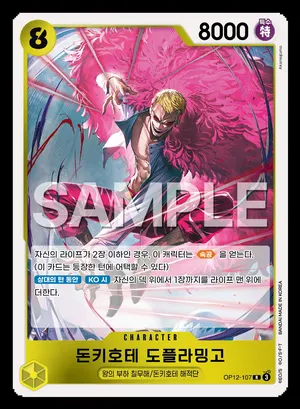 8
8000
특수
特
SAMPLE
자신의 라이프가 2장 이하인 경우, 이 캐릭터는 속공 을 얻는다.
(이 카드는 등장한 턴에 어택할 수 있다)
상대의 턴 동안 KO 시 자신의 덱 위에서 1장까지를 라이프 맨 위에
더한다.
CHARACTER
돈키호테 도플라밍고
왕의 부하 칠무해/돈키호테 해적단
OP12-107 R 3